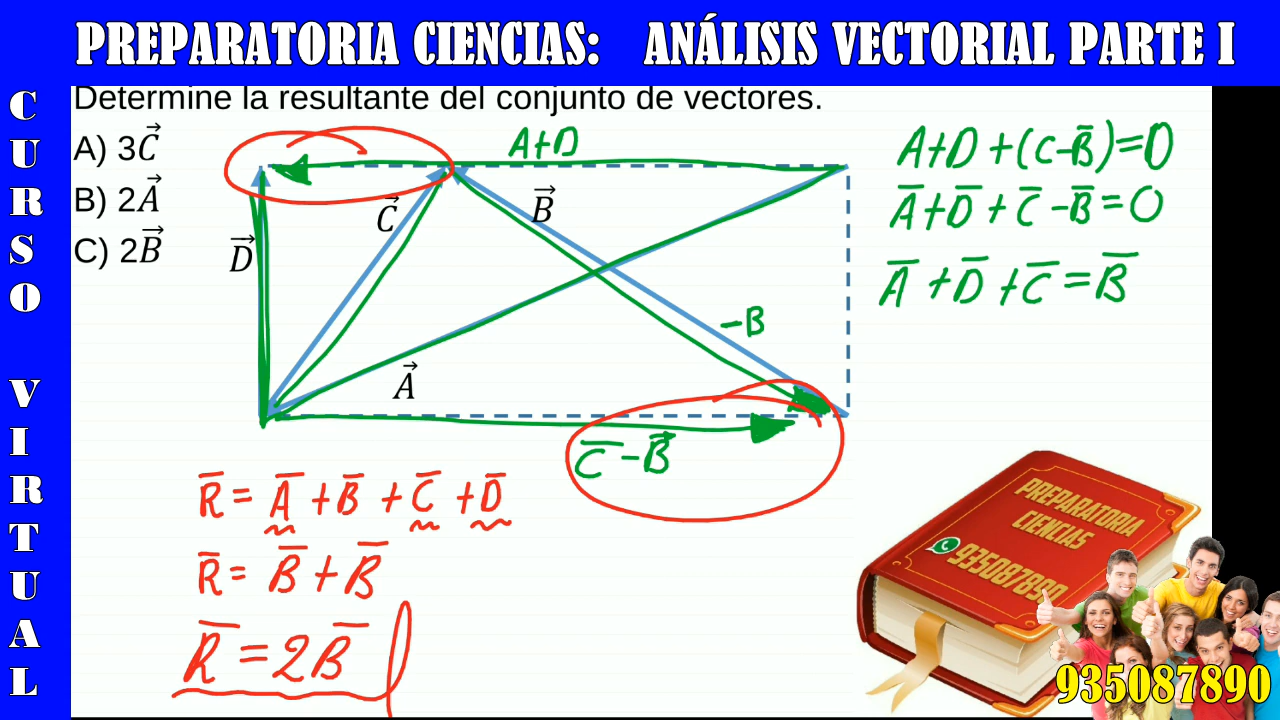 PREPARATORIA CIENCIAS: ANÁLISIS VECTORIAL PARTE I
CURSO VIRTUAL
Determine la resultante del conjunto de vectores.
A) 3C⃗
B) 2A⃗
C) 2B⃗
A+D
D⃗
C⃗
B⃗
-B
A⃗
C̅-B⃗
A+D+(C-B̅)=0
A̅+D̅+C̅-B̅=0
A̅+D̅+C̅=B̅
R̅=A̅+B̅+C̅+D̅
R̅=B̅+B̅
R̅=2B̅
PREPARATORIA
CIENCIAS
935087890
935087890